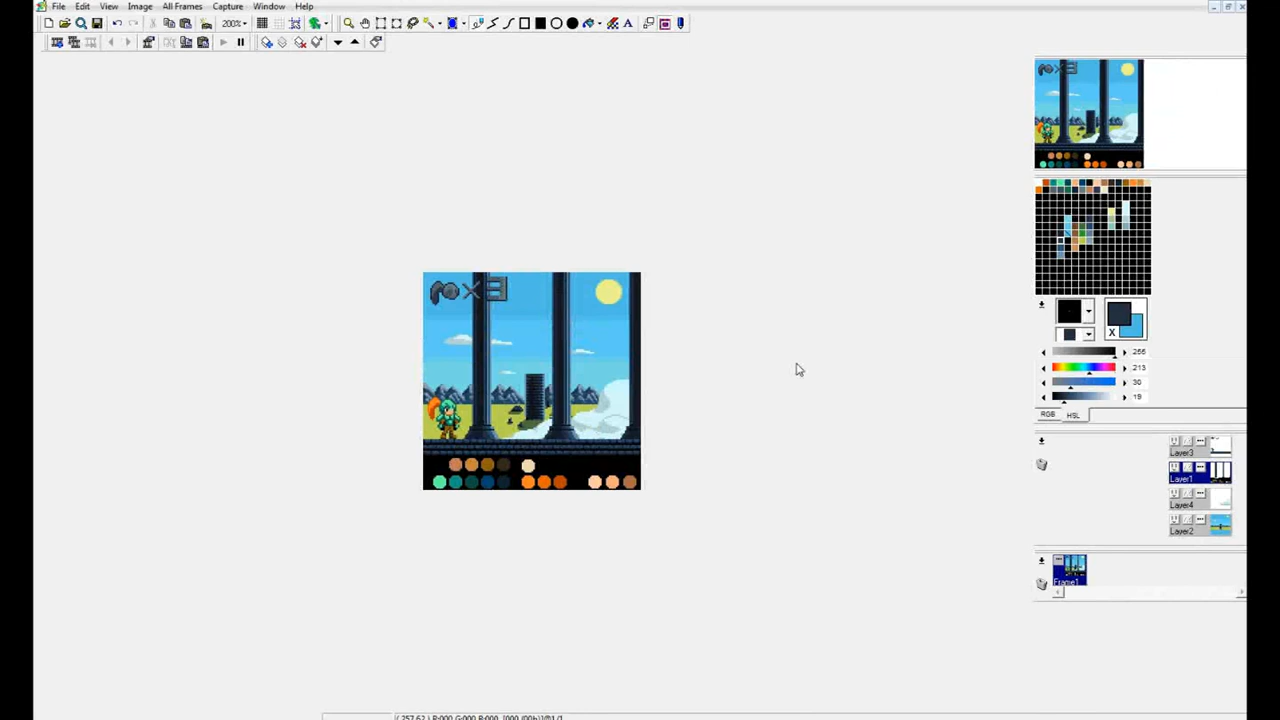 File Edit View Image All Frames Capture Window Help
200%
256
213
30
19
RGB HSL
Layer3
Layer1
Layer4
Layer2
Frame1